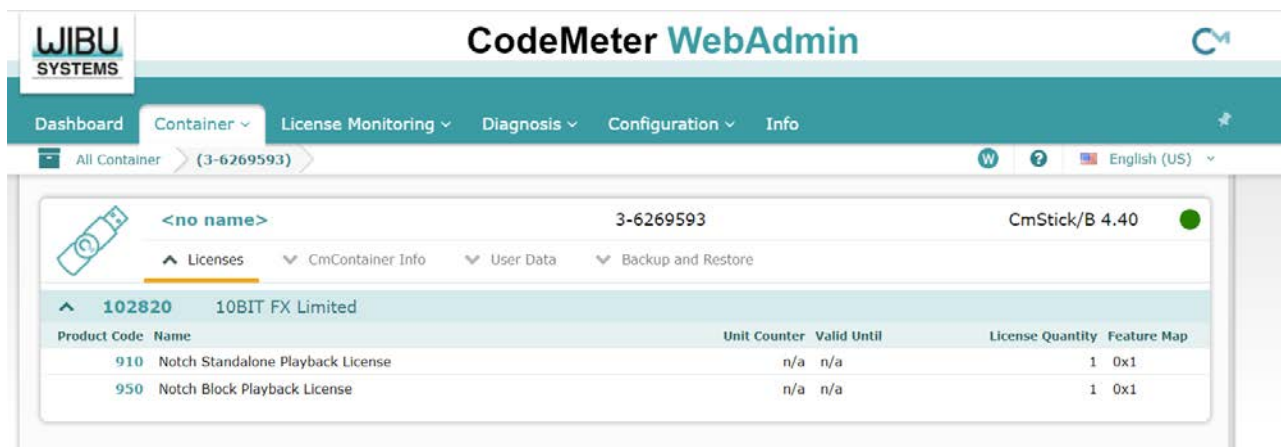 WIBU
SYSTEMS
CodeMeter WebAdmin
Dashboard Container License Monitoring Diagnosis Configuration Info
All Container (3-6269593) W ? English (US)
<no name> 3-6269593 CmStick/B 4.40
Licenses CmContainer Info User Data Backup and Restore
102820 10BIT FX Limited
Product Code Name Unit Counter Valid Until License Quantity Feature Map
910 Notch Standalone Playback License n/a n/a 1 0x1
950 Notch Block Playback License n/a n/a 1 0x1